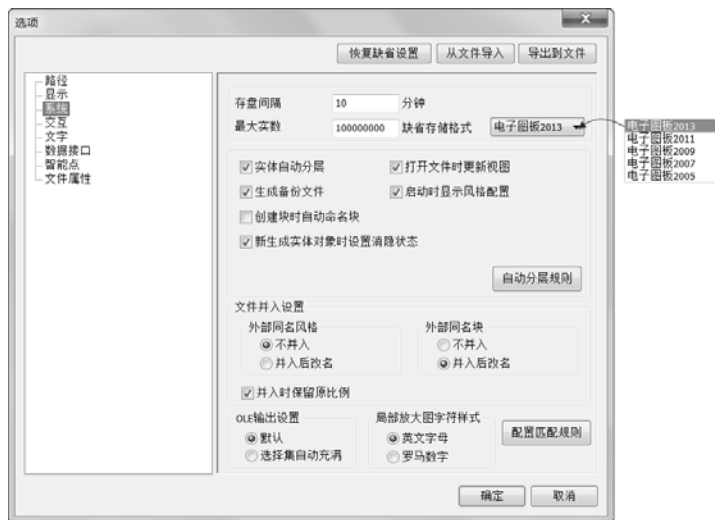 选项
恢复缺省设置 从文件导入 导出到文件
路径
显示
系统
交互
文字
数据接口
智能点
文件属性
存盘间隔 10 分钟
最大实数 100000000 缺省存储格式 电子图板2013
电子图板2013
电子图板2011
电子图板2009
电子图板2007
电子图板2005
实体自动分层 打开文件时更新视图
生成备份文件 启动时显示风格配置
创建块时自动命名块
新生成实体对象时设置消隐状态
自动分层规则
文件并入设置
外部同名风格
不并入
并入后改名
外部同名块
不并入
并入后改名
并入时保留原比例
OLE输出设置
默认
选择集自动充满
局部放大图字符样式
英文字母
罗马数字
配置匹配规则
确定 取消